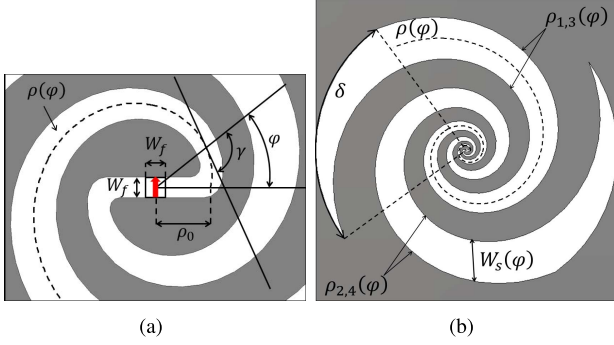 ρ(φ)
W_f
W_f
γ
φ
ρ_0
(a)
ρ(φ)
ρ_{1,3}(φ)
δ
W_s(φ)
ρ_{2,4}(φ)
(b)